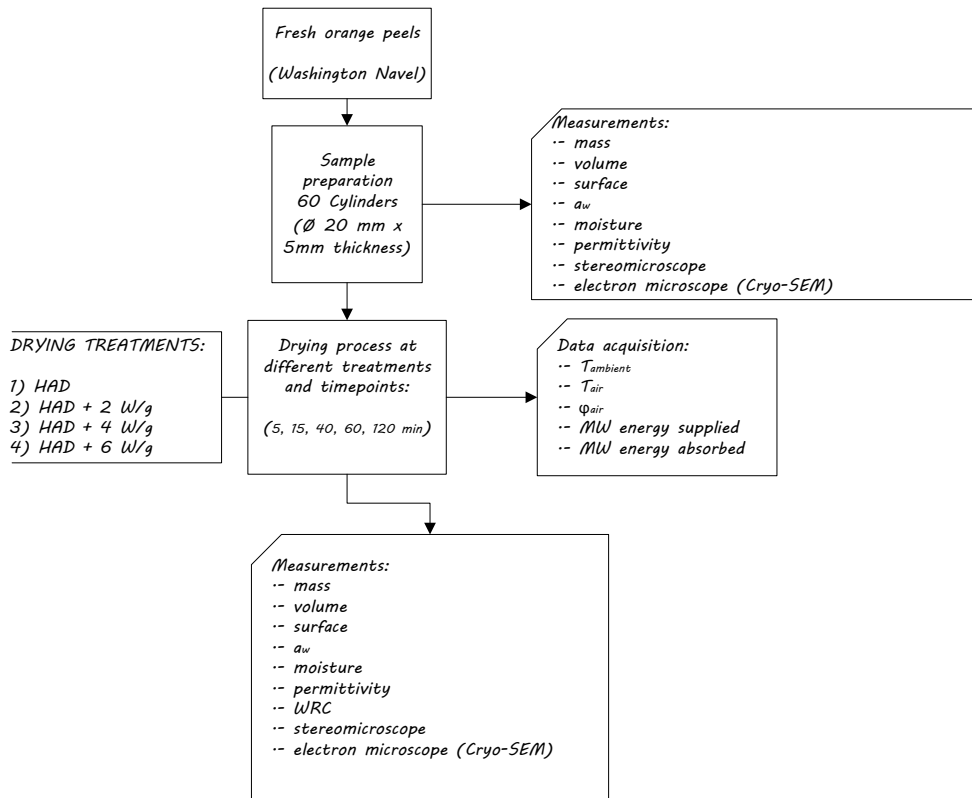 Fresh orange peels
(Washington Navel)
Sample
preparation
60 Cylinders
(Ø 20 mm x
5mm thickness)
Measurements:
·- mass
·- volume
·- surface
·- aw
·- moisture
·- permittivity
·- stereomicroscope
·- electron microscope (Cryo-SEM)
DRYING TREATMENTS:
1) HAD
2) HAD + 2 W/g
3) HAD + 4 W/g
4) HAD + 6 W/g
Drying process at
different treatments
and timepoints:
(5, 15, 40, 60, 120 min)
Data acquisition:
·- Tambient
·- Tair
·- φair
·- MW energy supplied
·- MW energy absorbed
Measurements:
·- mass
·- volume
·- surface
·- aw
·- moisture
·- permittivity
·- WRC
·- stereomicroscope
·- electron microscope (Cryo-SEM)